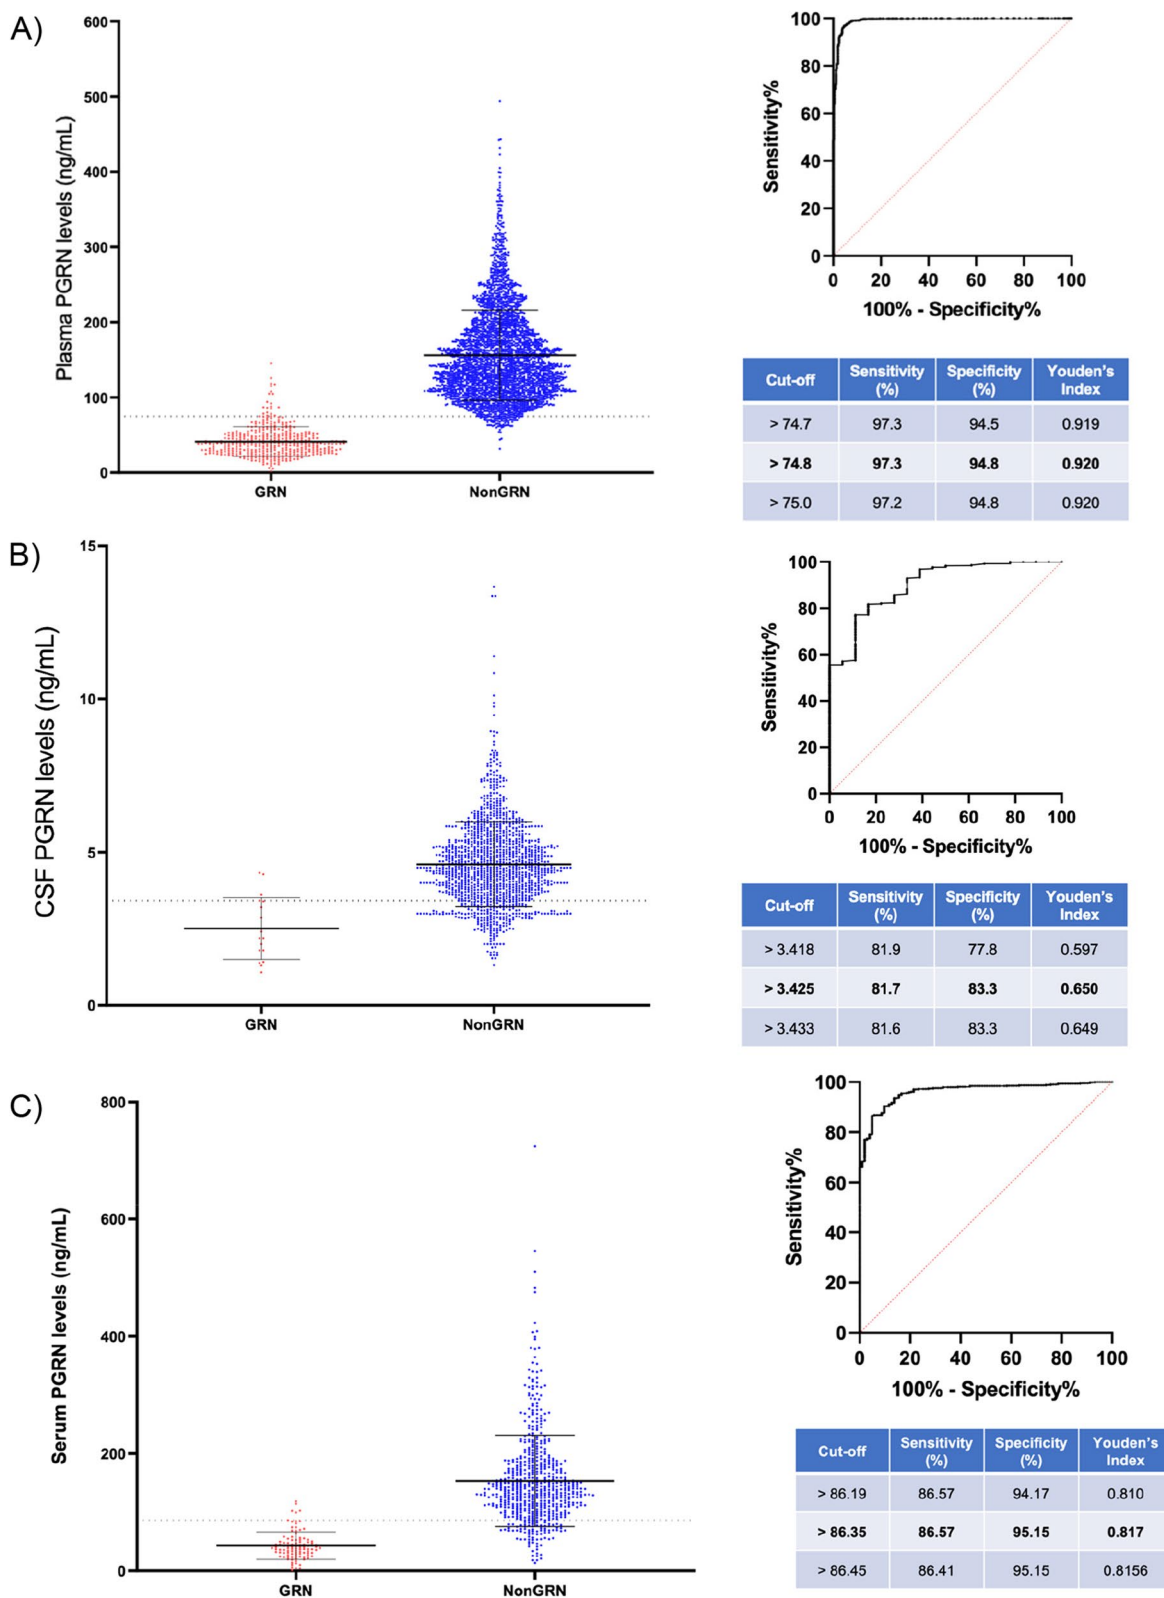 A)
600
500
400
300
200
100
0
Plasma PGRN levels (ng/mL)
GRN
NonGRN
100
80
60
40
20
0
Sensitivity%
0 20 40 60 80 100
100% - Specificity%
Cut-off Sensitivity (%) Specificity (%) Youden's Index
> 74.7 97.3 94.5 0.919
> 74.8 97.3 94.8 0.920
> 75.0 97.2 94.8 0.920
B)
15
10
5
0
CSF PGRN levels (ng/mL)
GRN
NonGRN
100
80
60
40
20
0
Sensitivity%
0 20 40 60 80 100
100% - Specificity%
Cut-off Sensitivity (%) Specificity (%) Youden's Index
> 3.418 81.9 77.8 0.597
> 3.425 81.7 83.3 0.650
> 3.433 81.6 83.3 0.649
C)
800
600
400
200
0
Serum PGRN levels (ng/mL)
GRN
NonGRN
100
80
60
40
20
0
Sensitivity%
0 20 40 60 80 100
100% - Specificity%
Cut-off Sensitivity (%) Specificity (%) Youden's Index
> 86.19 86.57 94.17 0.810
> 86.35 86.57 95.15 0.817
> 86.45 86.41 95.15 0.8156